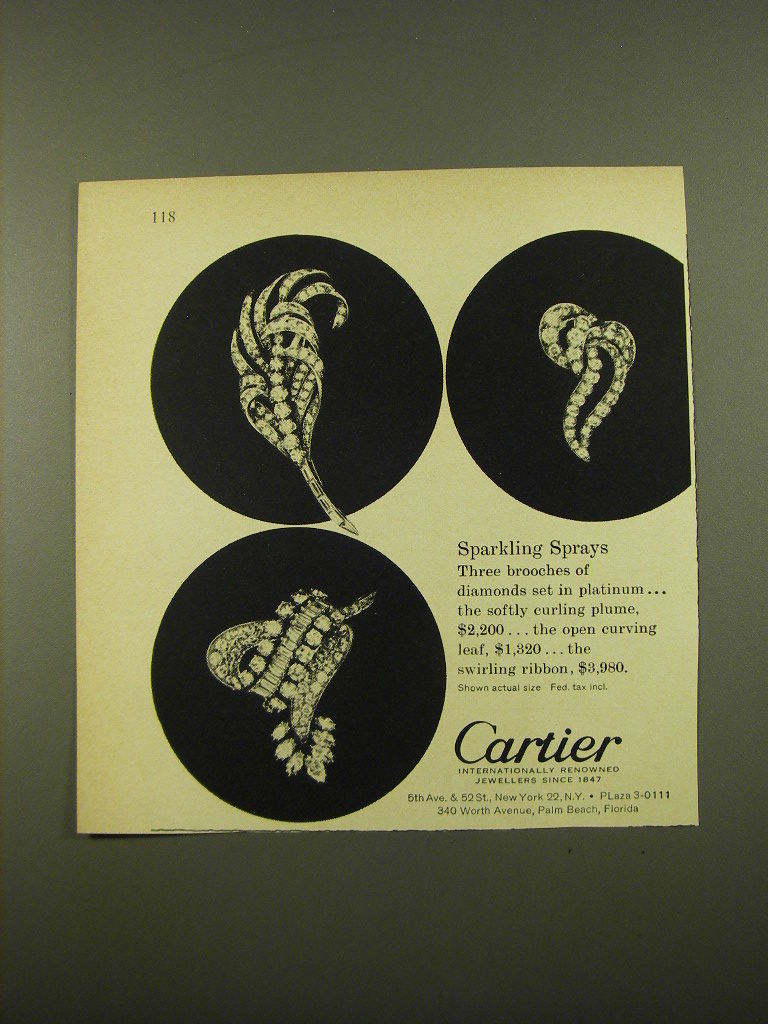 118
Sparkling Sprays
Three brooches of
diamonds set in platinum...
the softly curling plume,
$2,200...the open curving
leaf, $1,320...the
swirling ribbon, $3,980.
Shown actual size Fed. tax incl.
Cartier
INTERNATIONALLY RENOWNED
JEWELLERS SINCE 1847
5th Ave. & 52 St., New York 22, N.Y. • PLaza 3-0111
340 Worth Avenue, Palm Beach, Florida